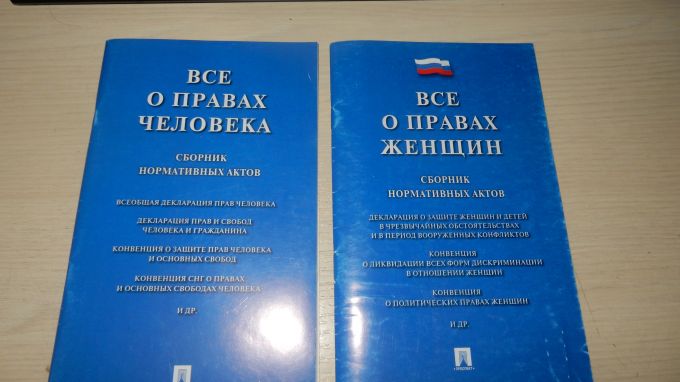 ВСЕ
О ПРАВАХ
ЧЕЛОВЕКА
СБОРНИК
НОРМАТИВНЫХ АКТОВ
ВСЕОБЩАЯ ДЕКЛАРАЦИЯ ПРАВ ЧЕЛОВЕКА
ДЕКЛАРАЦИЯ ПРАВ И СВОБОД
ЧЕЛОВЕКА И ГРАЖДАНИНА
КОНВЕНЦИЯ О ЗАЩИТЕ ПРАВ ЧЕЛОВЕКА
И ОСНОВНЫХ СВОБОД
КОНВЕНЦИЯ СНГ О ПРАВАХ
И ОСНОВНЫХ СВОБОДАХ ЧЕЛОВЕКА
И ДР.
ВСЕ
О ПРАВАХ
ЖЕНЩИН
СБОРНИК
НОРМАТИВНЫХ АКТОВ
ДЕКЛАРАЦИЯ О ЗАЩИТЕ ЖЕНЩИН И ДЕТЕЙ
В ЧРЕЗВЫЧАЙНЫХ ОБСТОЯТЕЛЬСТВАХ
И В ПЕРИОД ВООРУЖЕННЫХ КОНФЛИКТОВ
КОНВЕНЦИЯ
О ЛИКВИДАЦИИ ВСЕХ ФОРМ ДИСКРИМИНАЦИИ
В ОТНОШЕНИИ ЖЕНЩИН
КОНВЕНЦИЯ
О ПОЛИТИЧЕСКИХ ПРАВАХ ЖЕНЩИН
И ДР.
•ПРОСПЕКТ•